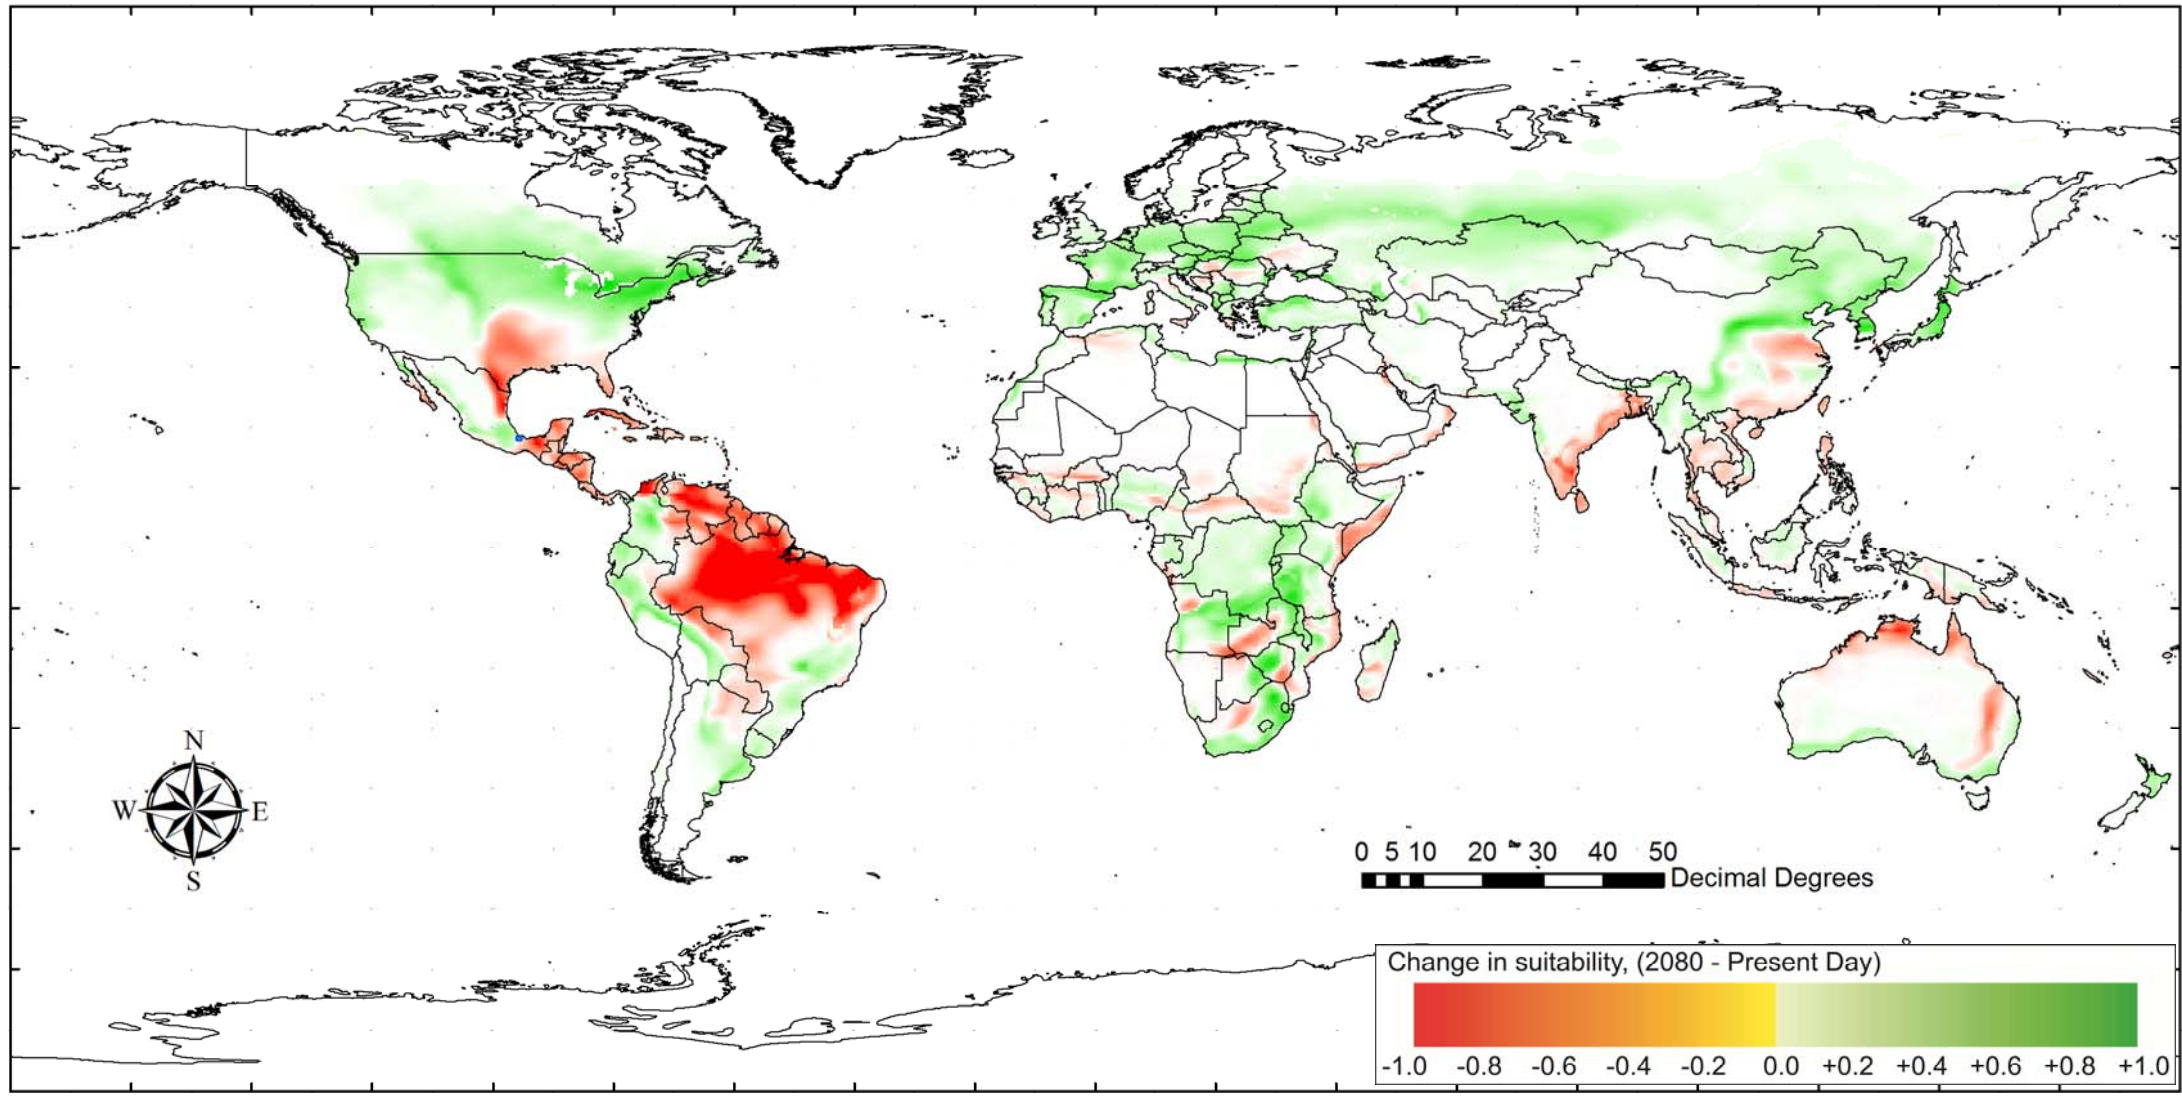 N
W E
S
0 5 10 20 30 40 50
Decimal Degrees
Change in suitability, (2080 - Present Day)
-1.0 -0.8 -0.6 -0.4 -0.2 0.0 +0.2 +0.4 +0.6 +0.8 +1.0